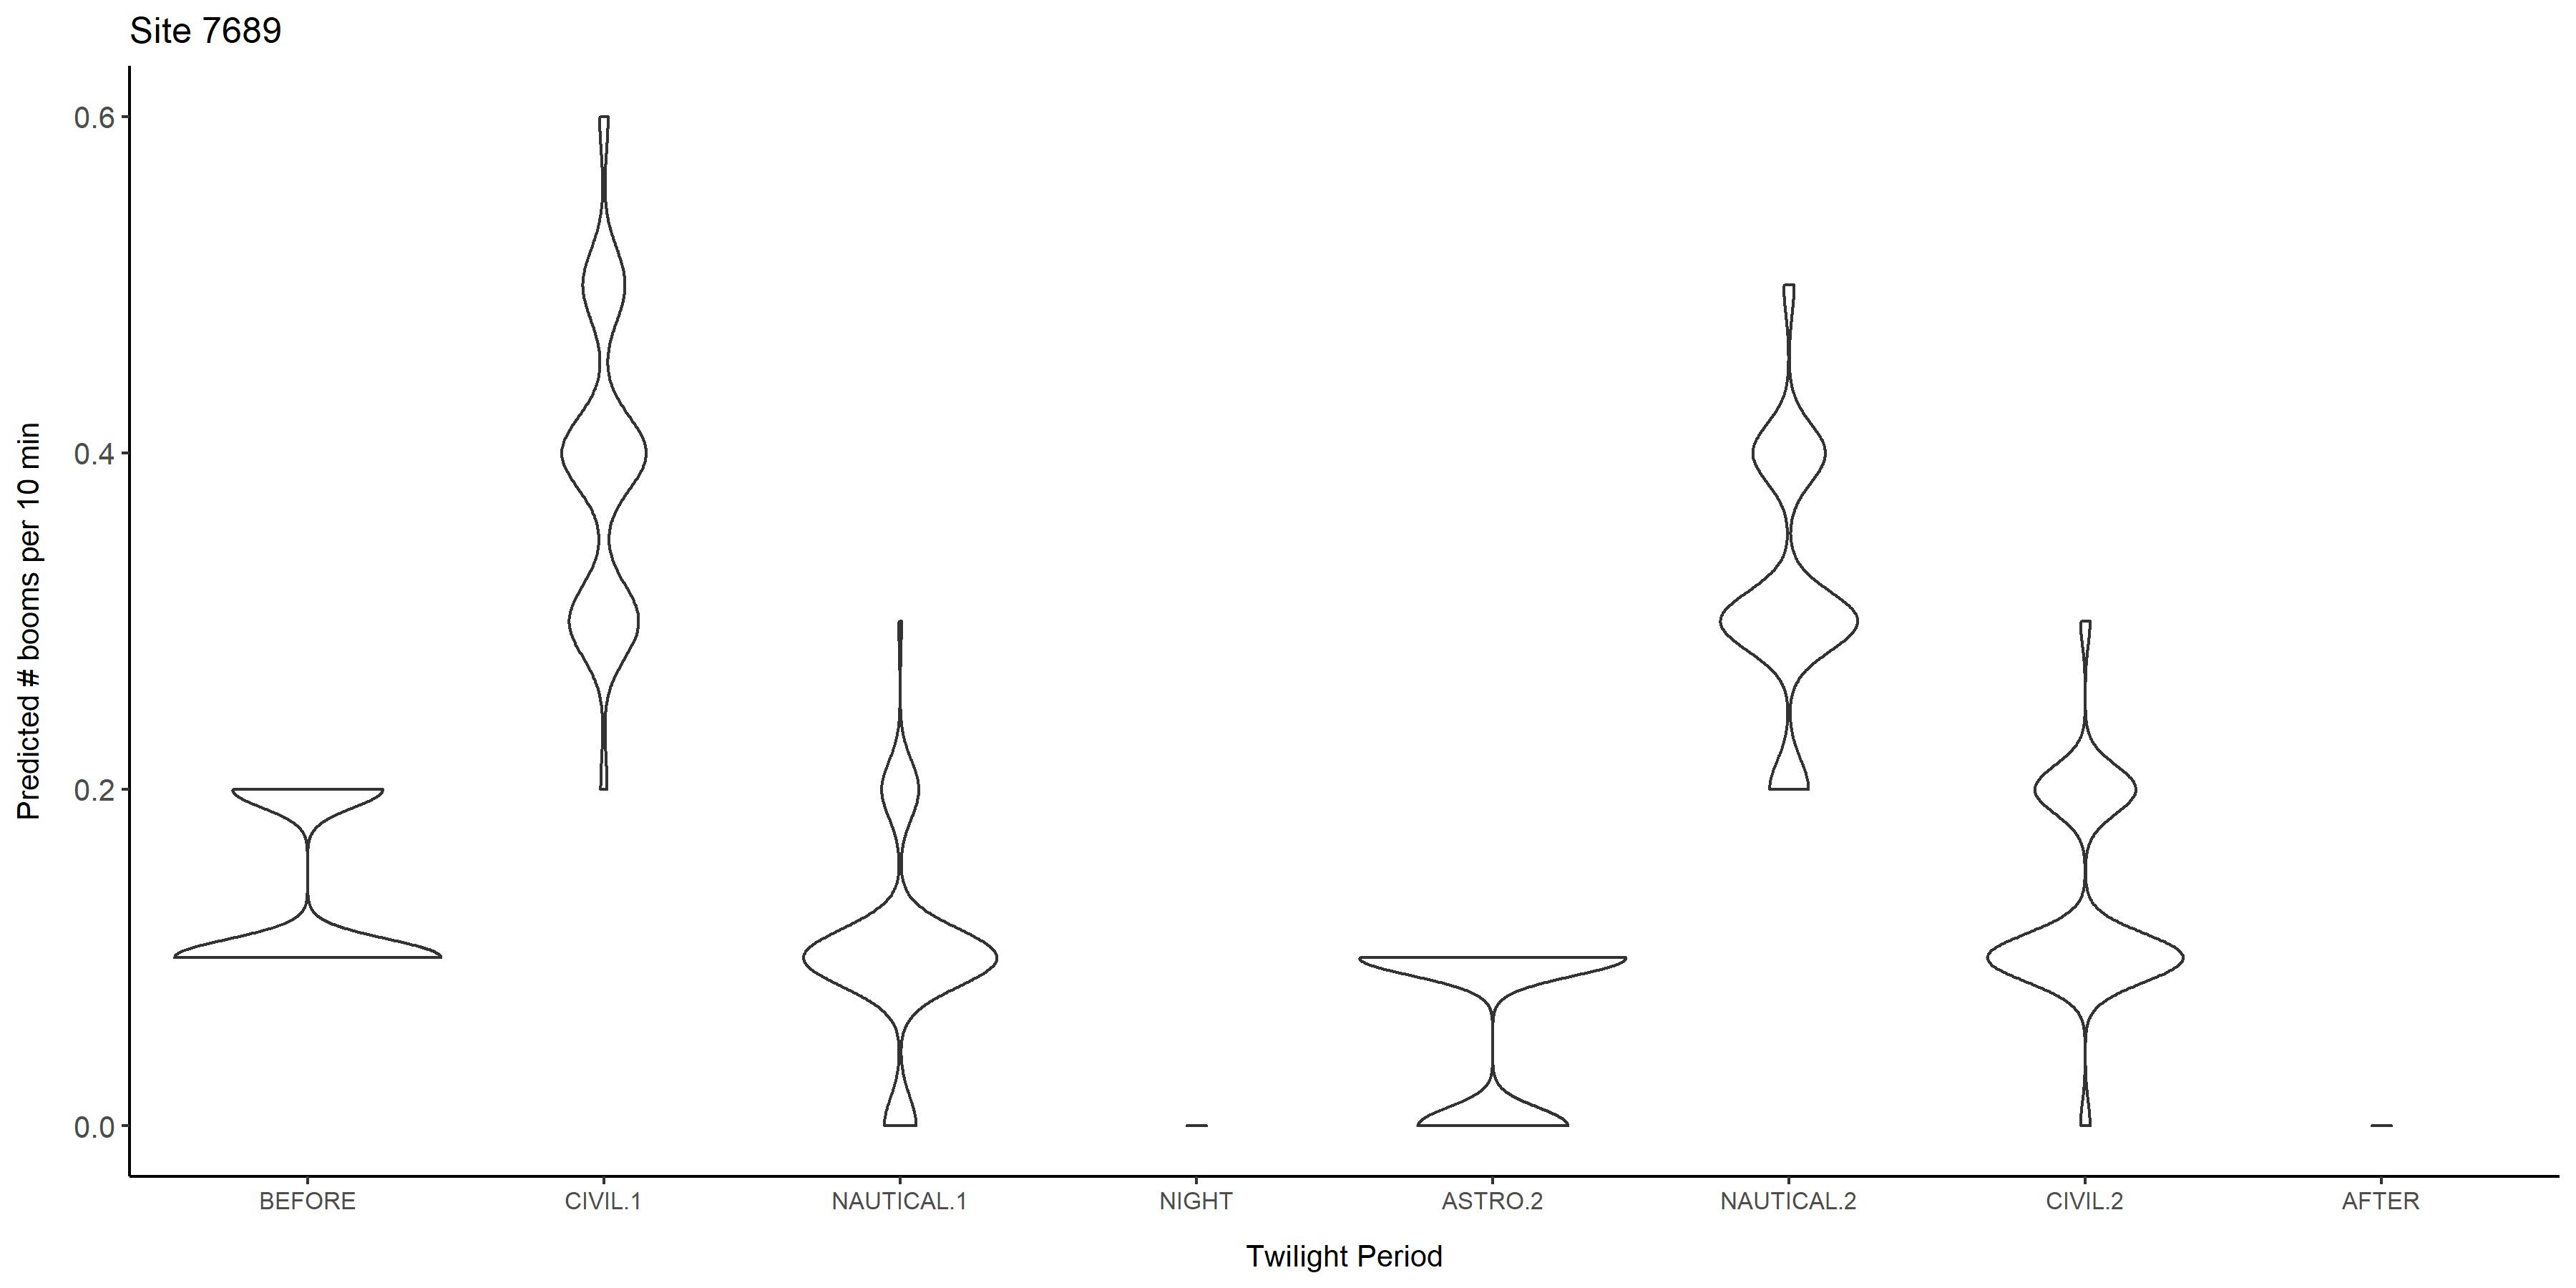 Site 7689
Predicted # booms per 10 min
0.6
0.4
0.2
0.0
BEFORE CIVIL.1 NAUTICAL.1 NIGHT ASTRO.2 NAUTICAL.2 CIVIL.2 AFTER
Twilight Period